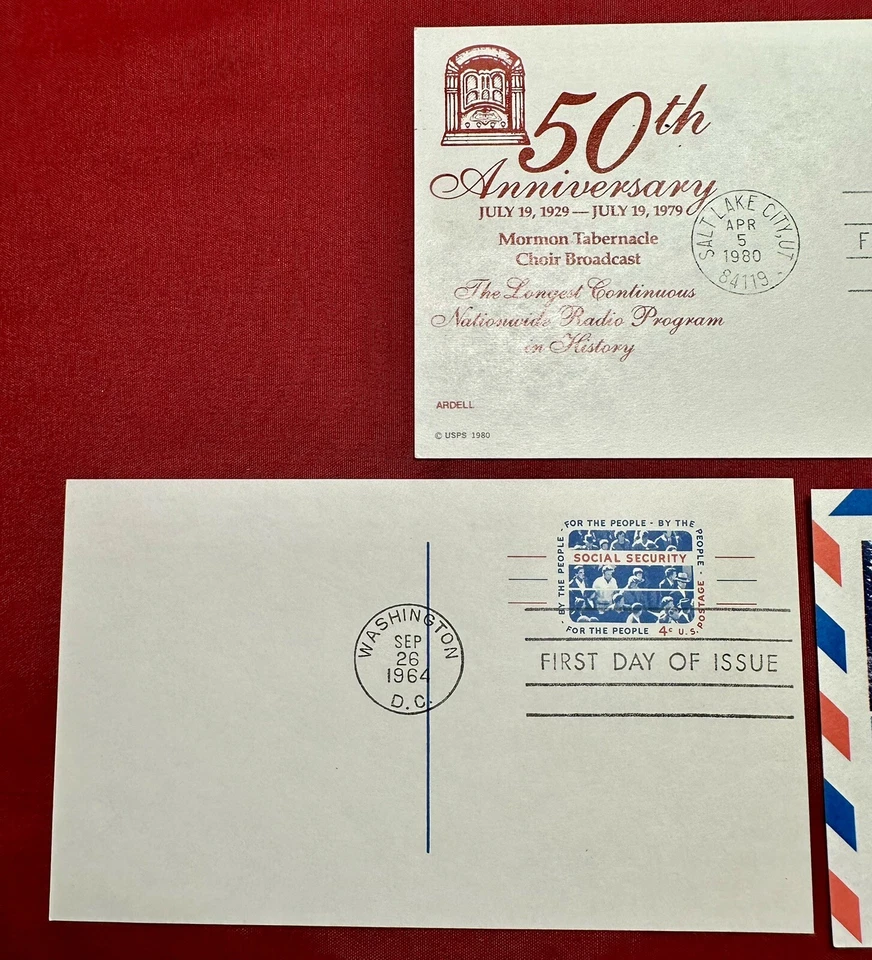 50th
Anniversary
JULY 19, 1929 — JULY 19, 1979
Mormon Tabernacle
Choir Broadcast
The Longest Continuous
Nationwide Radio Program
in History
SALT LAKE CITY, UT
APR
5
1980
84119
F
ARDELL
© USPS 1980
FOR THE PEOPLE - BY THE PEOPLE -
SOCIAL SECURITY
BY THE PEOPLE -
FOR THE PEOPLE 4c U.S. POSTAGE
WASHINGTON
SEP
26
1964
D.C.
FIRST DAY OF ISSUE